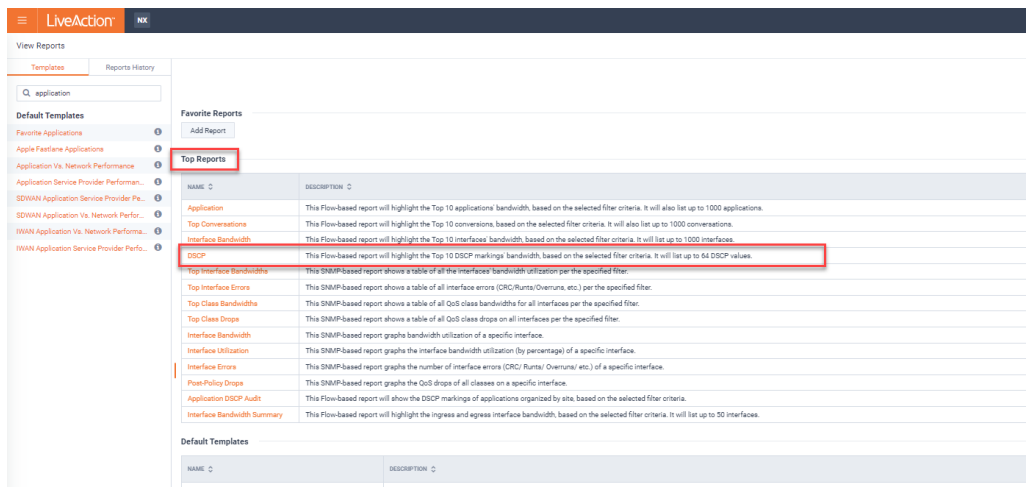 LiveAction NX
View Reports
Templates Reports History
application
Default Templates
Favorite Applications
Apple Fastlane Applications
Application Vs. Network Performance
Application Service Provider Performan...
SDWAN Application Service Provider Pe...
SDWAN Application Vs. Network Perfor...
IWAN Application Vs. Network Performa...
IWAN Application Service Provider Perfo...
Favorite Reports
Add Report
Top Reports
NAME DESCRIPTION
Application This Flow-based report will highlight the Top 10 applications' bandwidth, based on the selected filter criteria. It will also list up to 1000 applications.
Top Conversations This Flow-based report will highlight the Top 10 conversions, based on the selected filter criteria. It will also list up to 1000 conversations.
Interface Bandwidth This Flow-based report will highlight the Top 10 interfaces' bandwidth, based on the selected filter criteria. It will list up to 1000 interfaces.
DSCP This Flow-based report will highlight the Top 10 DSCP markings' bandwidth, based on the selected filter criteria. It will list up to 64 DSCP values.
Top Interface Bandwidths This SNMP-based report shows a table of all the interfaces' bandwidth utilization per the specified filter.
Top Interface Errors This SNMP-based report shows a table of all interface errors (CRC/Runts/Overruns, etc.) per the specified filter.
Top Class Bandwidths This SNMP-based report shows a table of all QoS class bandwidths for all interfaces per the specified filter.
Top Class Drops This SNMP-based report shows a table of all QoS class drops on all interfaces per the specified filter.
Interface Bandwidth This SNMP-based report graphs bandwidth utilization of a specific interface.
Interface Utilization This SNMP-based report graphs the interface bandwidth utilization (by percentage) of a specific interface.
Interface Errors This SNMP-based report graphs the number of interface errors (CRC/ Runts/ Overruns/ etc.) of a specific interface.
Post-Policy Drops This SNMP-based report graphs the QoS drops of all classes on a specific interface.
Application DSCP Audit This Flow-based report will show the DSCP markings of applications organized by site, based on the selected filter criteria.
Interface Bandwidth Summary This Flow-based report will highlight the ingress and egress interface bandwidth, based on the selected filter criteria. It will list up to 50 interfaces.
Default Templates
NAME DESCRIPTION